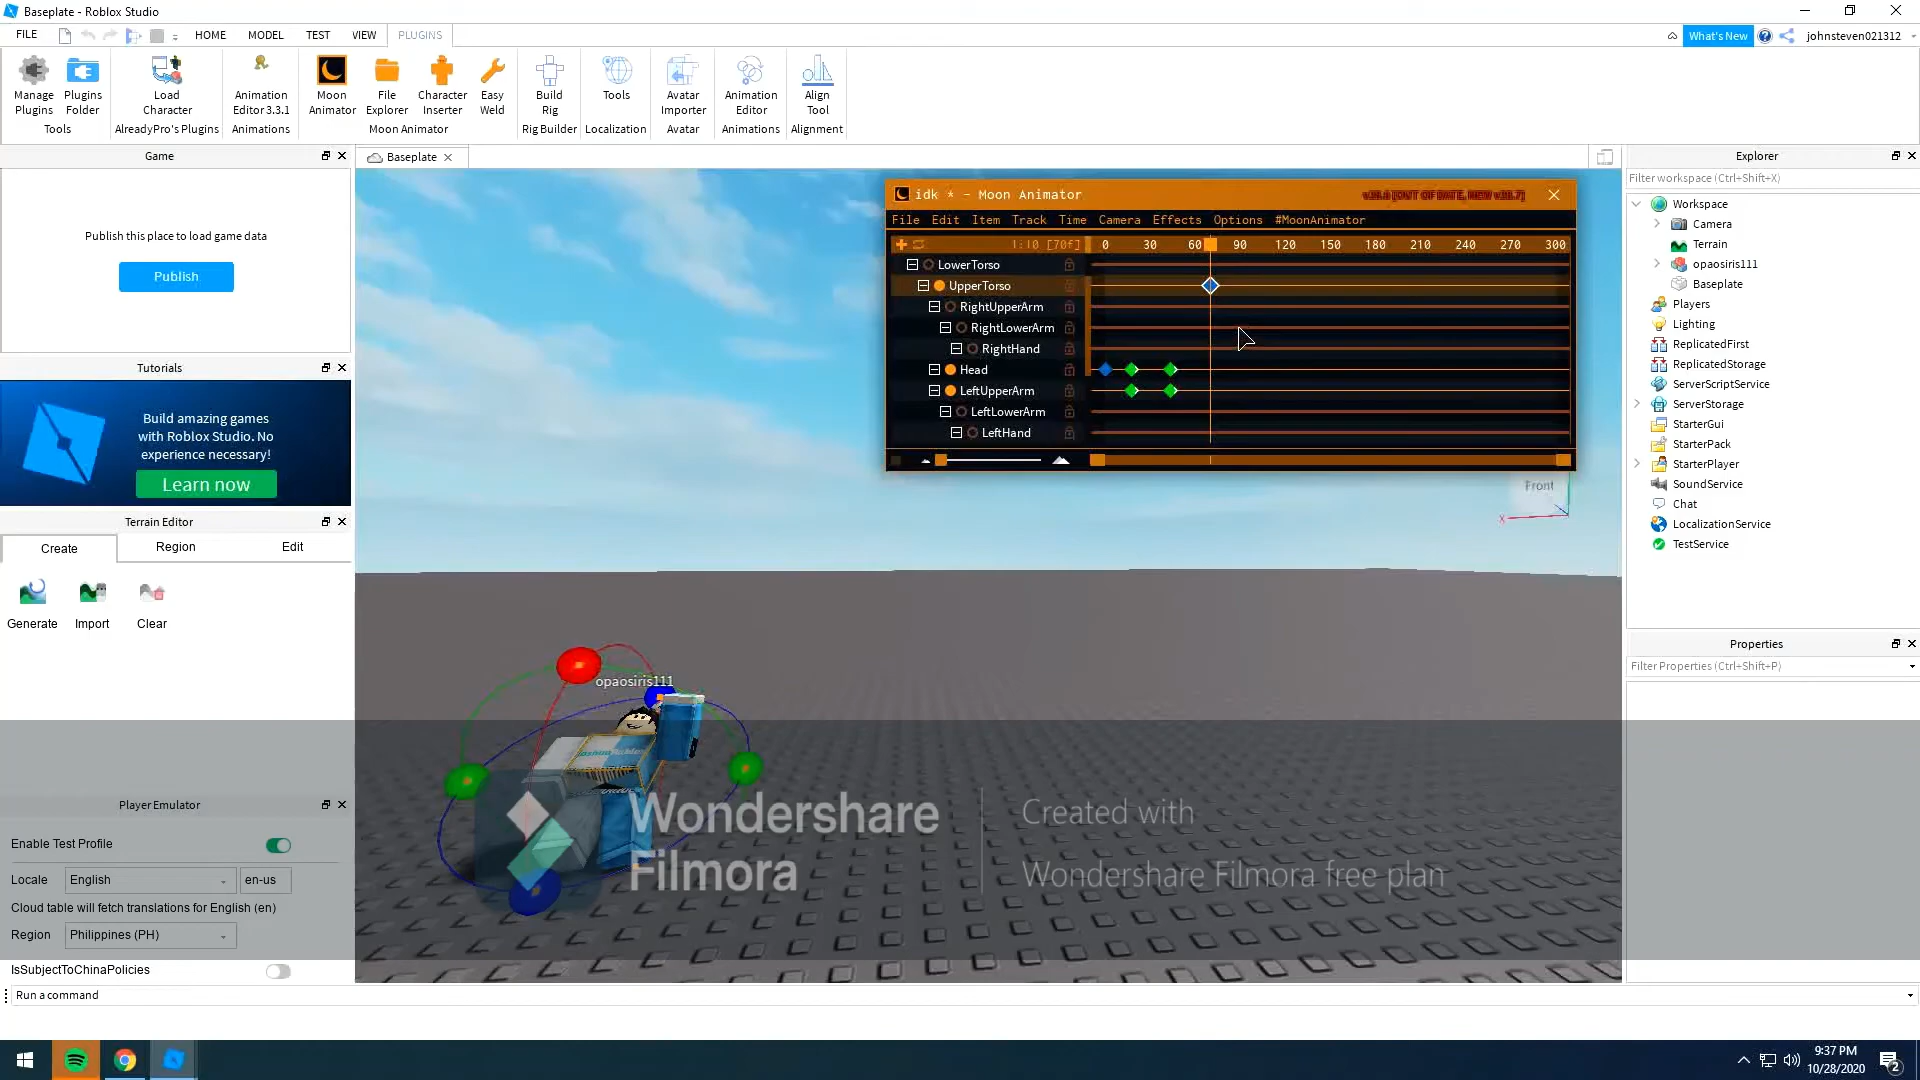 Baseplate - Roblox Studio
FILE HOME MODEL TEST VIEW PLUGINS What's New johnsteven021312
Manage Plugins
Plugins Folder
Load Character
Animation Editor 3.3.1
Moon Animator
File Explorer
Character Inserter
Easy Weld
Build Rig
Tools
Avatar Importer
Animation Editor
Align Tool
Tools AlreadyPro's Plugins Animations Moon Animator Rig Builder Localization Avatar Animations Alignment
Game
Publish this place to load game data
Publish
Tutorials
Build amazing games
with Roblox Studio. No
experience necessary!
Learn now
Terrain Editor
Create Region Edit
Generate Import Clear
Player Emulator
Enable Test Profile
Locale English en-us
Cloud table will fetch translations for English (en)
Region Philippines (PH)
IsSubjectToChinaPolicies
Run a command
Baseplate
idk * - Moon Animator
File Edit Item Track Time Camera Effects Options #MoonAnimator
1:10 [70f] 0 30 60 90 120 150 180 210 240 270 300
LowerTorso
UpperTorso
RightUpperArm
RightLowerArm
RightHand
Head
LeftUpperArm
LeftLowerArm
LeftHand
Front
X
opaosiris111
Wondershare
Filmora
Created with
Wondershare Filmora free plan
Explorer
Filter workspace (Ctrl+Shift+X)
Workspace
Camera
Terrain
opaosiris111
Baseplate
Players
Lighting
ReplicatedFirst
ReplicatedStorage
ServerScriptService
ServerStorage
StarterGui
StarterPack
StarterPlayer
SoundService
Chat
LocalizationService
TestService
Properties
Filter Properties (Ctrl+Shift+P)
9:37 PM
10/28/2020
2